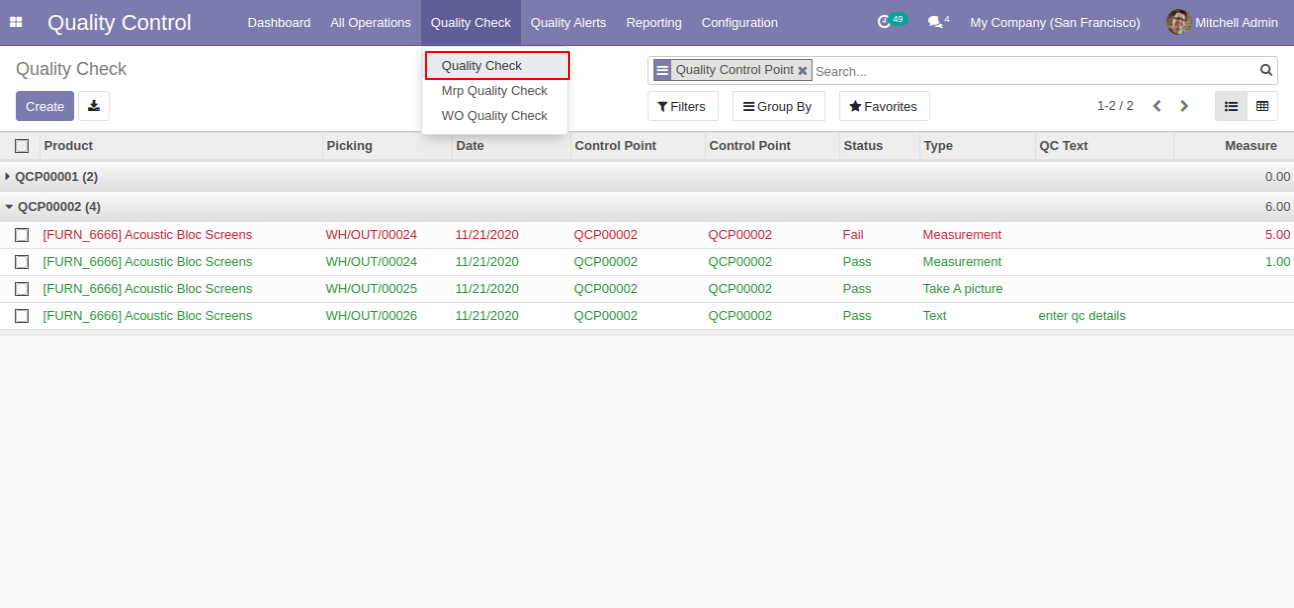 Quality Control Dashboard All Operations Quality Check Quality Alerts Reporting Configuration 49 4 My Company (San Francisco) Mitchell Admin
Quality Check
Quality Control Point Search...
Quality Check
Mrp Quality Check
WO Quality Check
Create
Filters Group By Favorites 1-2 / 2
Product Picking Date Control Point Control Point Status Type QC Text Measure
QCP00001 (2) 0.00
QCP00002 (4) 6.00
[FURN_6666] Acoustic Bloc Screens WH/OUT/00024 11/21/2020 QCP00002 QCP00002 Fail Measurement 5.00
[FURN_6666] Acoustic Bloc Screens WH/OUT/00024 11/21/2020 QCP00002 QCP00002 Pass Measurement 1.00
[FURN_6666] Acoustic Bloc Screens WH/OUT/00025 11/21/2020 QCP00002 QCP00002 Pass Take A picture
[FURN_6666] Acoustic Bloc Screens WH/OUT/00026 11/21/2020 QCP00002 QCP00002 Pass Text enter qc details